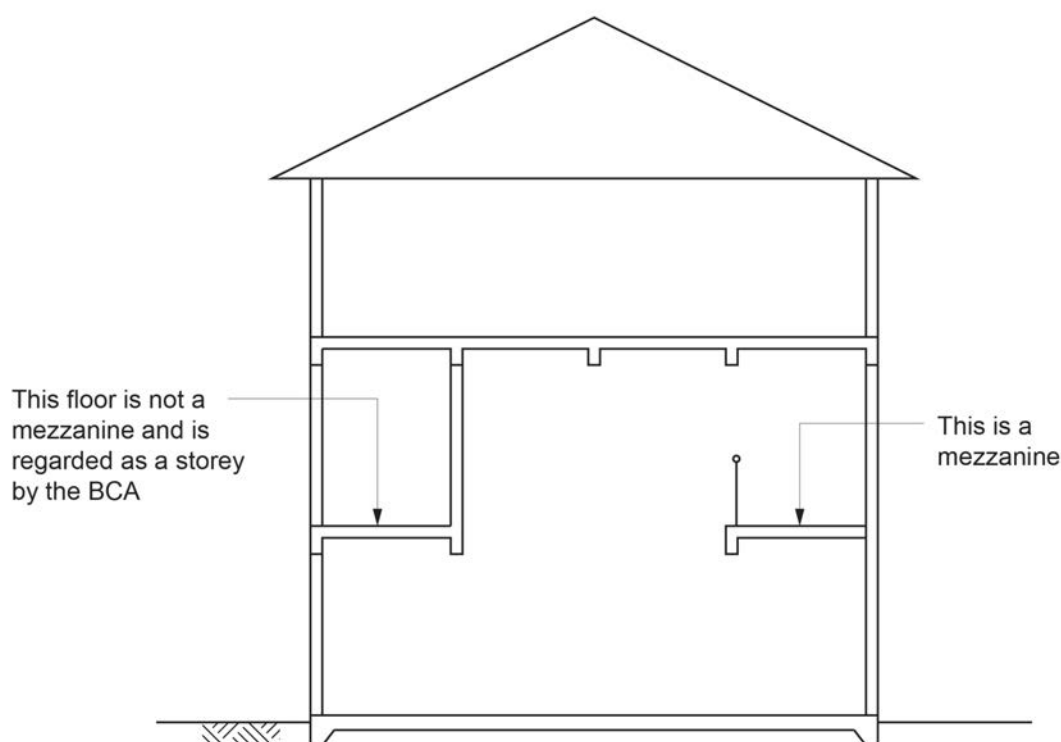 This floor is not a
mezzanine and is
regarded as a storey
by the BCA
This is a
mezzanine